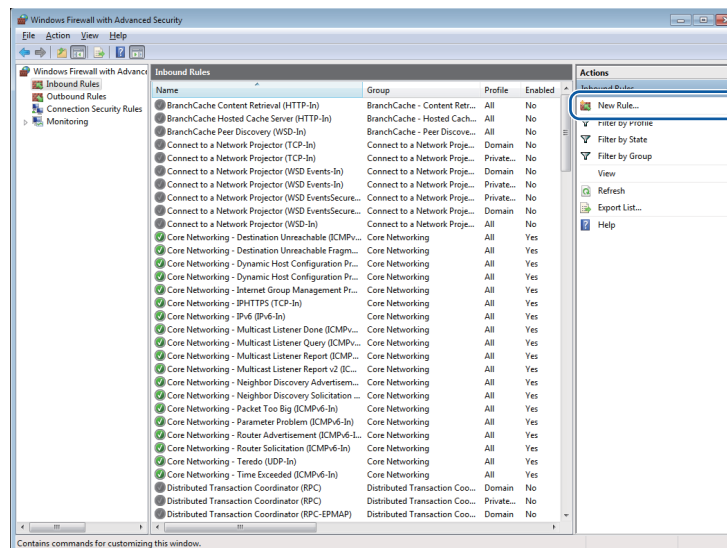 Windows Firewall with Advanced Security
File Action View Help
Windows Firewall with Advance
Inbound Rules
Outbound Rules
Connection Security Rules
Monitoring
Inbound Rules
Name Group Profile Enabled
BranchCache Content Retrieval (HTTP-In) BranchCache - Content Retr... All No
BranchCache Hosted Cache Server (HTTP-In) BranchCache - Hosted Cach... All No
BranchCache Peer Discovery (WSD-In) BranchCache - Peer Discove... All No
Connect to a Network Projector (TCP-In) Connect to a Network Proje... Domain No
Connect to a Network Projector (TCP-In) Connect to a Network Proje... Private... No
Connect to a Network Projector (WSD Events-In) Connect to a Network Proje... Domain No
Connect to a Network Projector (WSD Events-In) Connect to a Network Proje... Private... No
Connect to a Network Projector (WSD EventsSecure... Connect to a Network Proje... Private... No
Connect to a Network Projector (WSD EventsSecure... Connect to a Network Proje... Domain No
Connect to a Network Projector (WSD-In) Connect to a Network Proje... All No
Core Networking - Destination Unreachable (ICMPv... Core Networking All Yes
Core Networking - Destination Unreachable Fragm... Core Networking All Yes
Core Networking - Dynamic Host Configuration Pr... Core Networking All Yes
Core Networking - Dynamic Host Configuration Pr... Core Networking All Yes
Core Networking - Internet Group Management Pr... Core Networking All Yes
Core Networking - IPHTTPS (TCP-In) Core Networking All Yes
Core Networking - IPv6 (IPv6-In) Core Networking All Yes
Core Networking - Multicast Listener Done (ICMPv... Core Networking All Yes
Core Networking - Multicast Listener Query (ICMPv... Core Networking All Yes
Core Networking - Multicast Listener Report (ICMP... Core Networking All Yes
Core Networking - Multicast Listener Report v2 (IC... Core Networking All Yes
Core Networking - Neighbor Discovery Advertisem... Core Networking All Yes
Core Networking - Neighbor Discovery Solicitation ... Core Networking All Yes
Core Networking - Packet Too Big (ICMPv6-In) Core Networking All Yes
Core Networking - Parameter Problem (ICMPv6-In) Core Networking All Yes
Core Networking - Router Advertisement (ICMPv6-I... Core Networking All Yes
Core Networking - Router Solicitation (ICMPv6-In) Core Networking All Yes
Core Networking - Teredo (UDP-In) Core Networking All Yes
Core Networking - Time Exceeded (ICMPv6-In) Core Networking All Yes
Distributed Transaction Coordinator (RPC) Distributed Transaction Coo... Domain No
Distributed Transaction Coordinator (RPC) Distributed Transaction Coo... Private... No
Distributed Transaction Coordinator (RPC-EPMAP) Distributed Transaction Coo... Domain No
Actions
Inbound Rules
New Rule...
Filter by Profile
Filter by State
Filter by Group
View
Refresh
Export List...
Help
Contains commands for customizing this window.